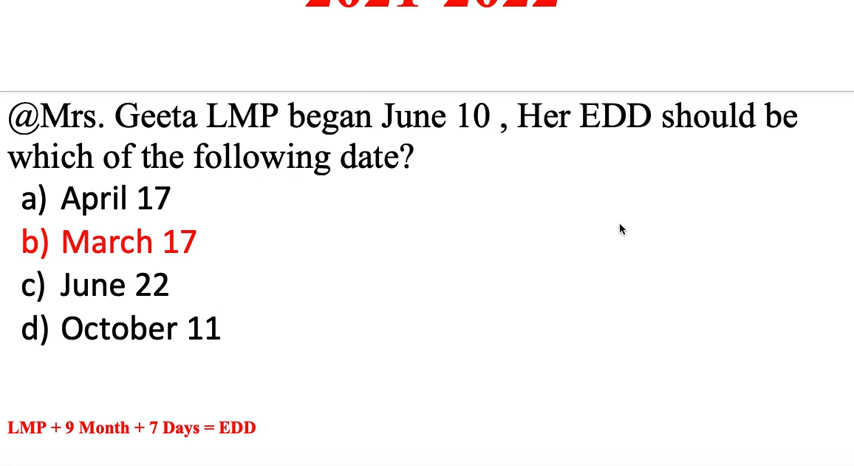 @Mrs. Geeta LMP began June 10 , Her EDD should be
which of the following date?
a) April 17
b) March 17
c) June 22
d) October 11
LMP + 9 Month + 7 Days = EDD